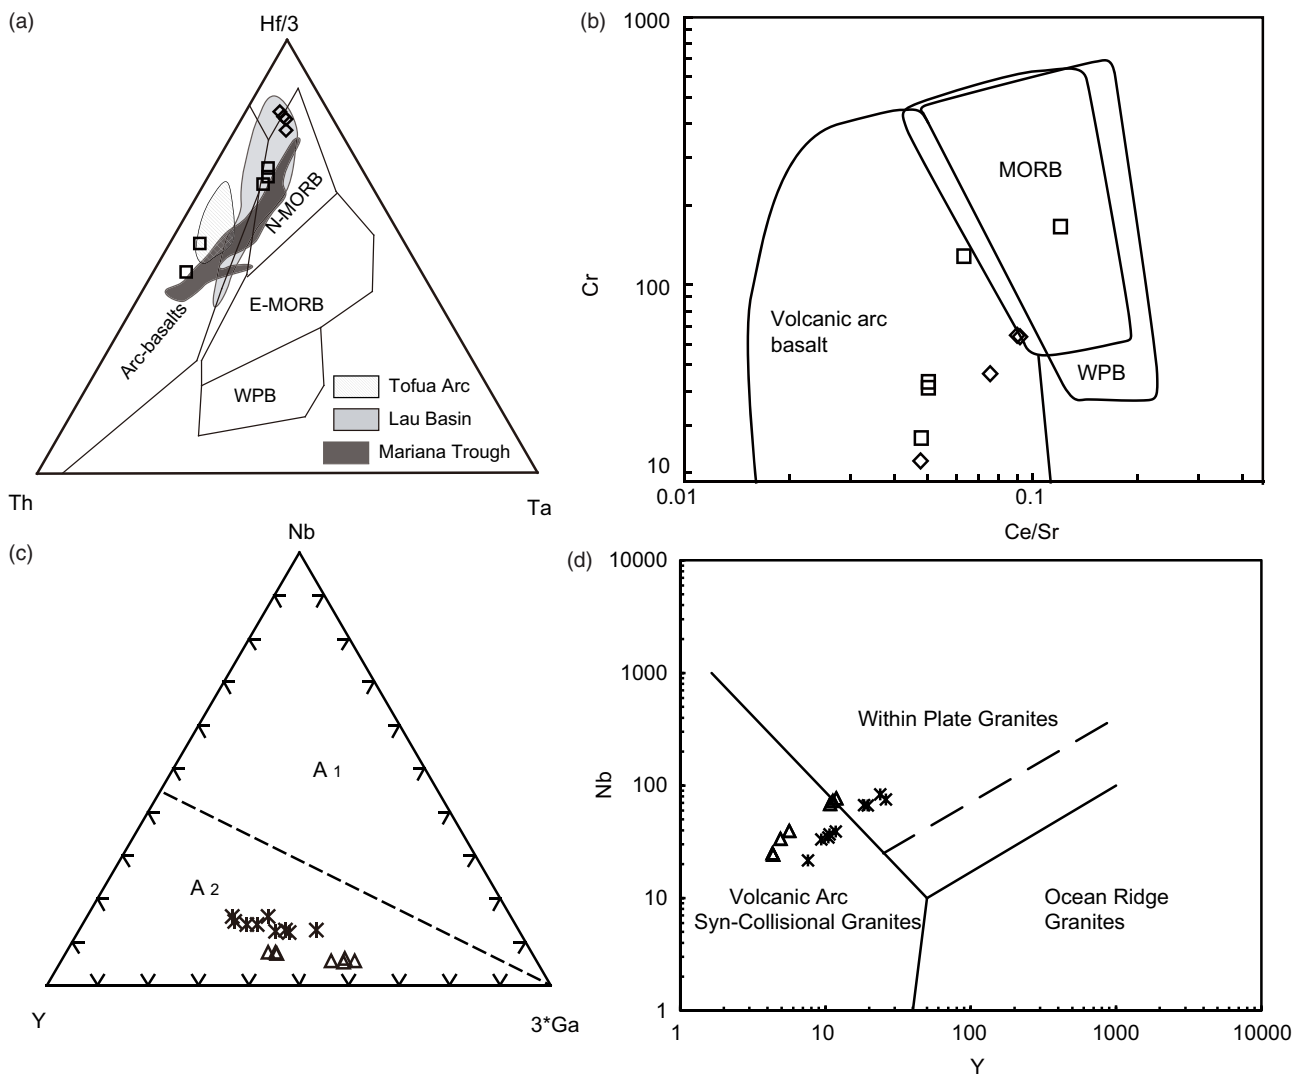 (a)
Hf/3
N-MORB
E-MORB
Arc-basalts
WPB
Tofua Arc
Lau Basin
Mariana Trough
Th
Ta
(b)
1000
100
10
Cr
MORB
Volcanic arc
basalt
WPB
0.01
0.1
Ce/Sr
(c)
Nb
A 1
A 2
Y
3*Ga
(d)
10000
1000
100
10
1
Nb
Within Plate Granites
Volcanic Arc
Syn-Collisional Granites
Ocean Ridge
Granites
1
10
100
1000
10000
Y